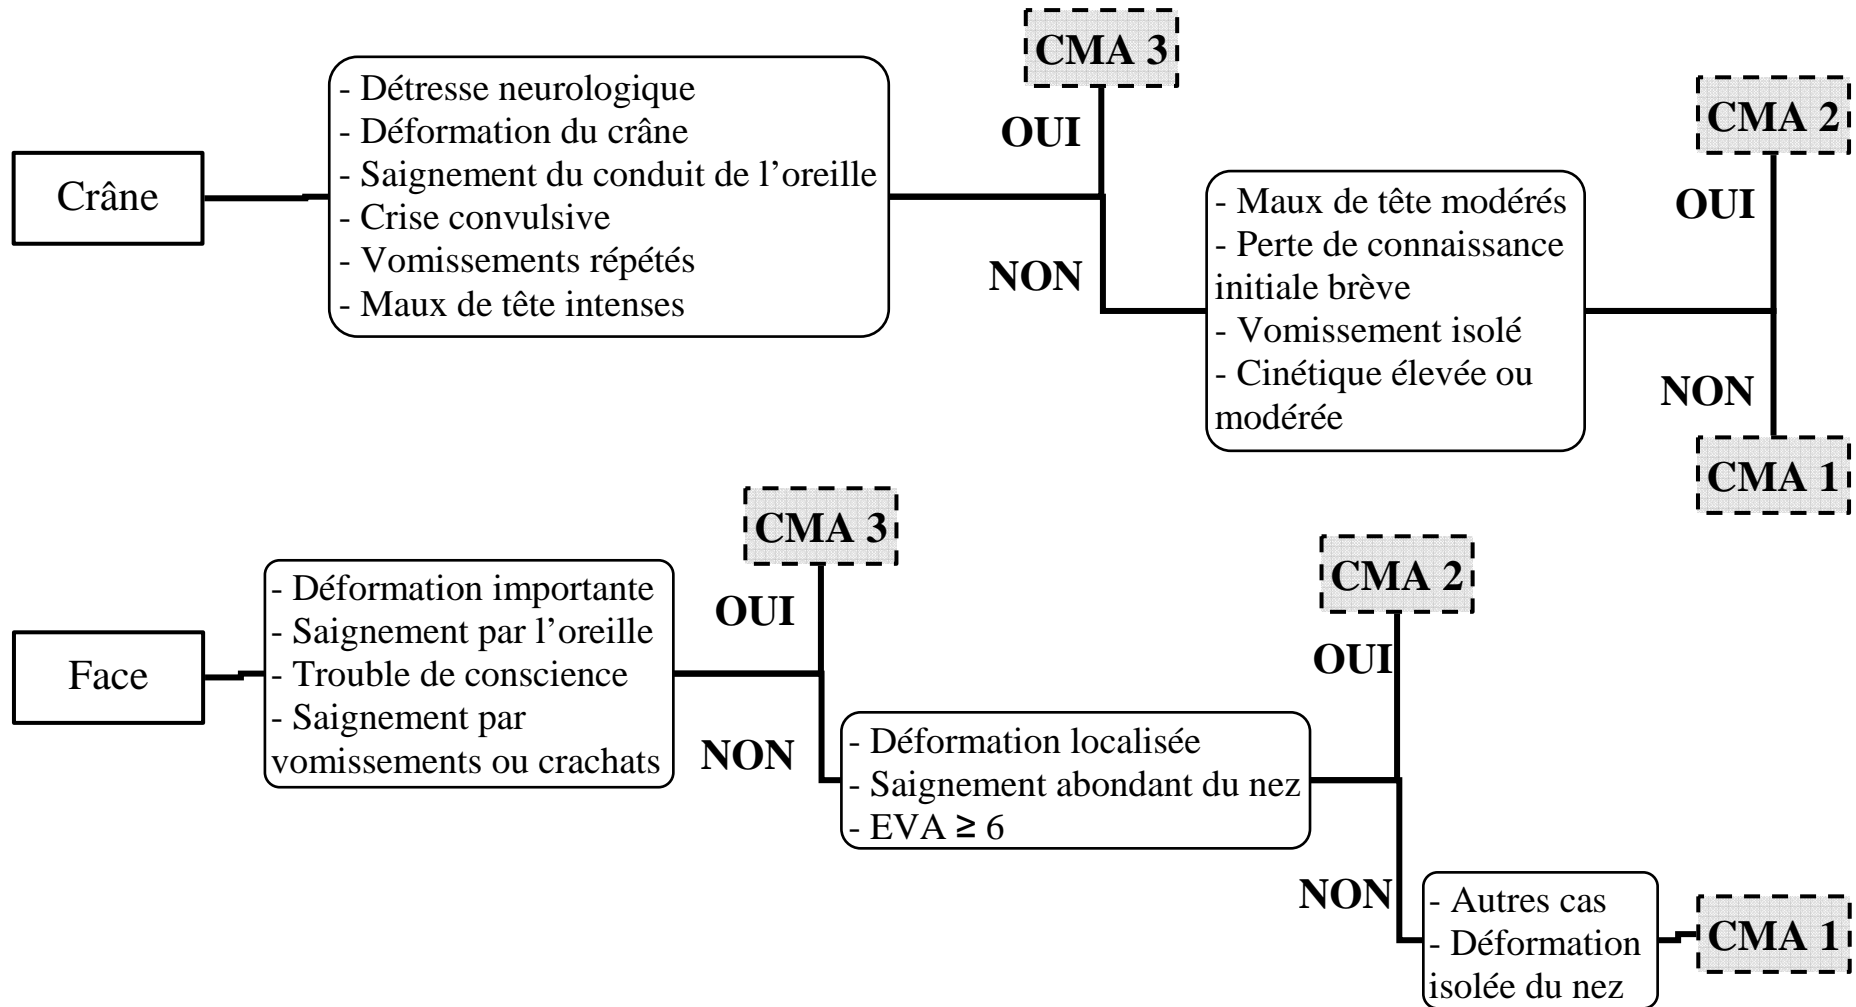 Crâne
- Détresse neurologique
- Déformation du crâne
- Saignement du conduit de l’oreille
- Crise convulsive
- Vomissements répétés
- Maux de tête intenses
CMA 3
OUI
NON
- Maux de tête modérés
- Perte de connaissance
initiale brève
- Vomissement isolé
- Cinétique élevée ou
modérée
CMA 2
OUI
NON
CMA 1
Face
- Déformation importante
- Saignement par l’oreille
- Trouble de conscience
- Saignement par
vomissements ou crachats
CMA 3
OUI
NON
- Déformation localisée
- Saignement abondant du nez
- EVA ≥ 6
CMA 2
OUI
NON
- Autres cas
- Déformation
isolée du nez
CMA 1